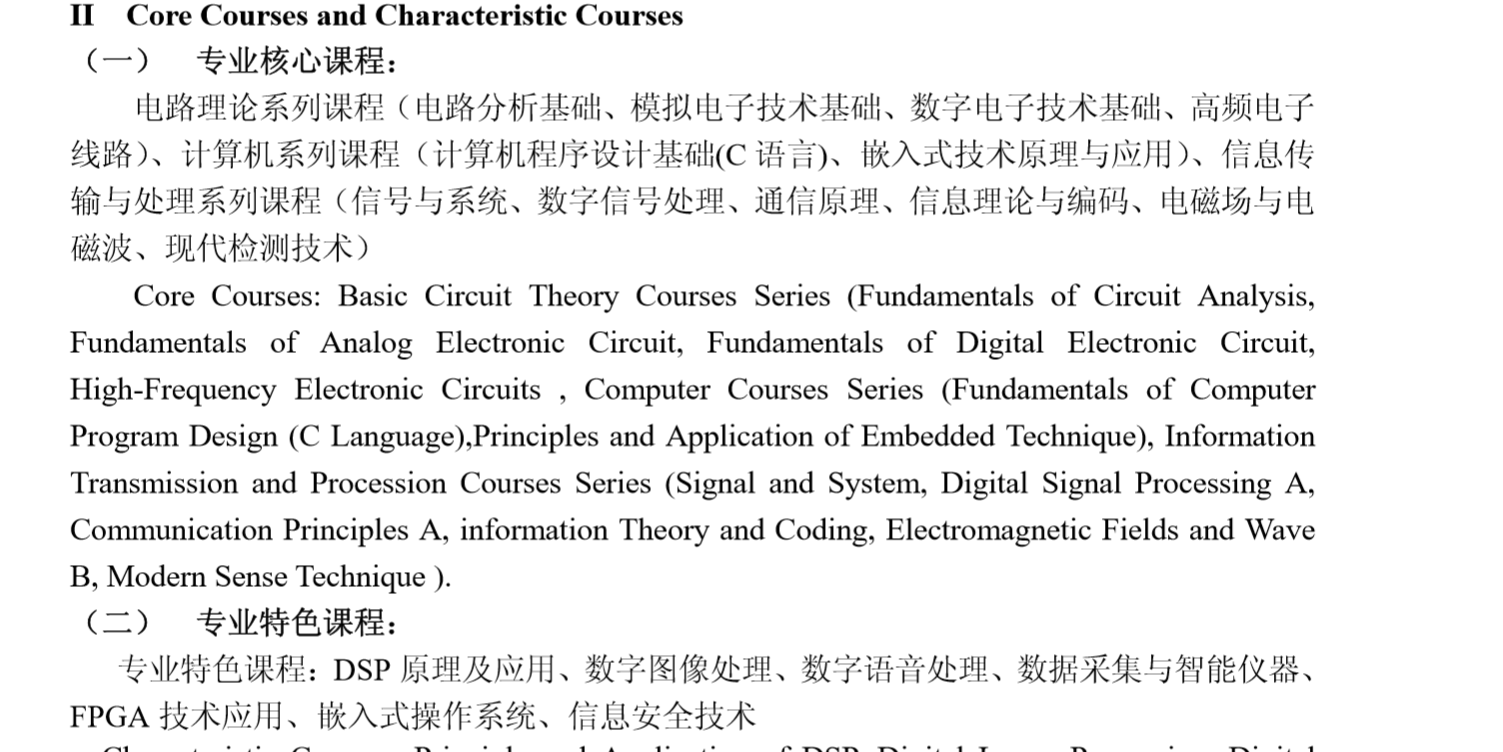 II Core Courses and Characteristic Courses
（一） 专业核心课程：
电路理论系列课程（电路分析基础、模拟电子技术基础、数字电子技术基础、高频电子
线路）、计算机系列课程（计算机程序设计基础(C 语言)、嵌入式技术原理与应用）、信息传
输与处理系列课程（信号与系统、数字信号处理、通信原理、信息理论与编码、电磁场与电
磁波、现代检测技术）
Core Courses: Basic Circuit Theory Courses Series (Fundamentals of Circuit Analysis,
Fundamentals of Analog Electronic Circuit, Fundamentals of Digital Electronic Circuit,
High-Frequency Electronic Circuits , Computer Courses Series (Fundamentals of Computer
Program Design (C Language),Principles and Application of Embedded Technique), Information
Transmission and Procession Courses Series (Signal and System, Digital Signal Processing A,
Communication Principles A, information Theory and Coding, Electromagnetic Fields and Wave
B, Modern Sense Technique ).
（二） 专业特色课程：
专业特色课程：DSP 原理及应用、数字图像处理、数字语音处理、数据采集与智能仪器、
FPGA 技术应用、嵌入式操作系统、信息安全技术